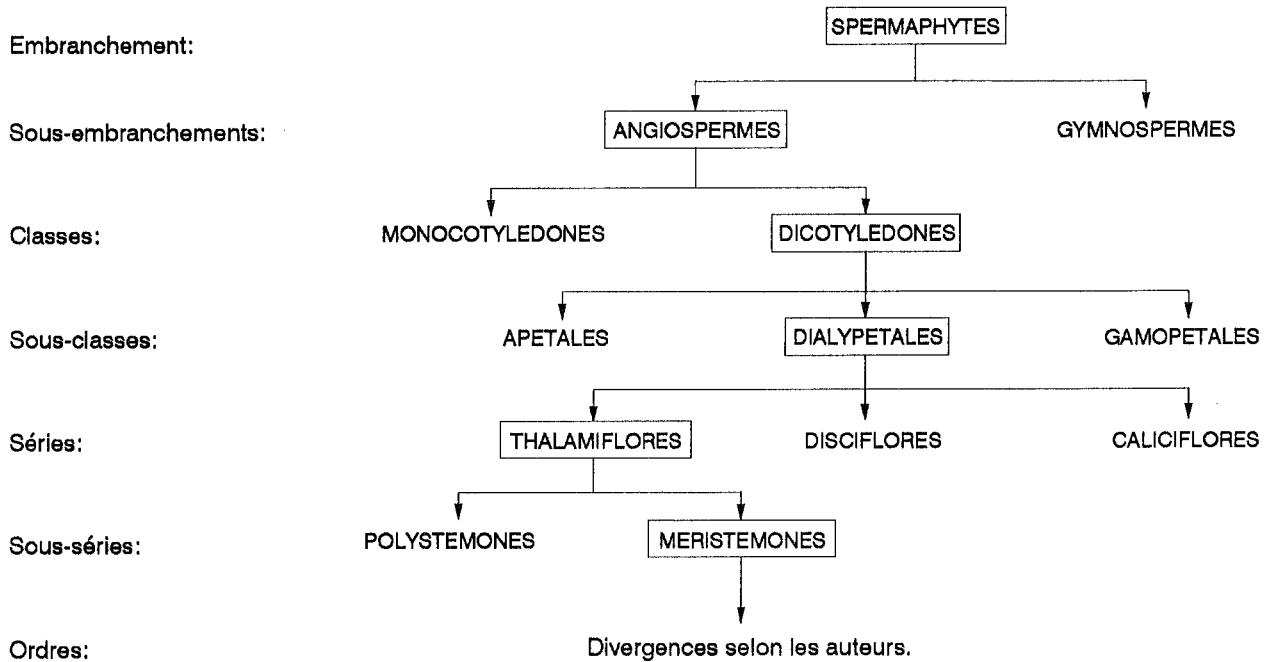 Embranchement: SPERMAPHYTES
Sous-embranchements: ANGIOSPERMES GYMNOSPERMES
Classes: MONOCOTYLEDONES DICOTYLEDONES
Sous-classes: APETALES DIALYPETALES GAMOPETALES
Séries: THALAMIFLORES DISCIFLORES CALICIFLORES
Sous-séries: POLYSTEMONES MERISTEMONES
Ordres: Divergences selon les auteurs.